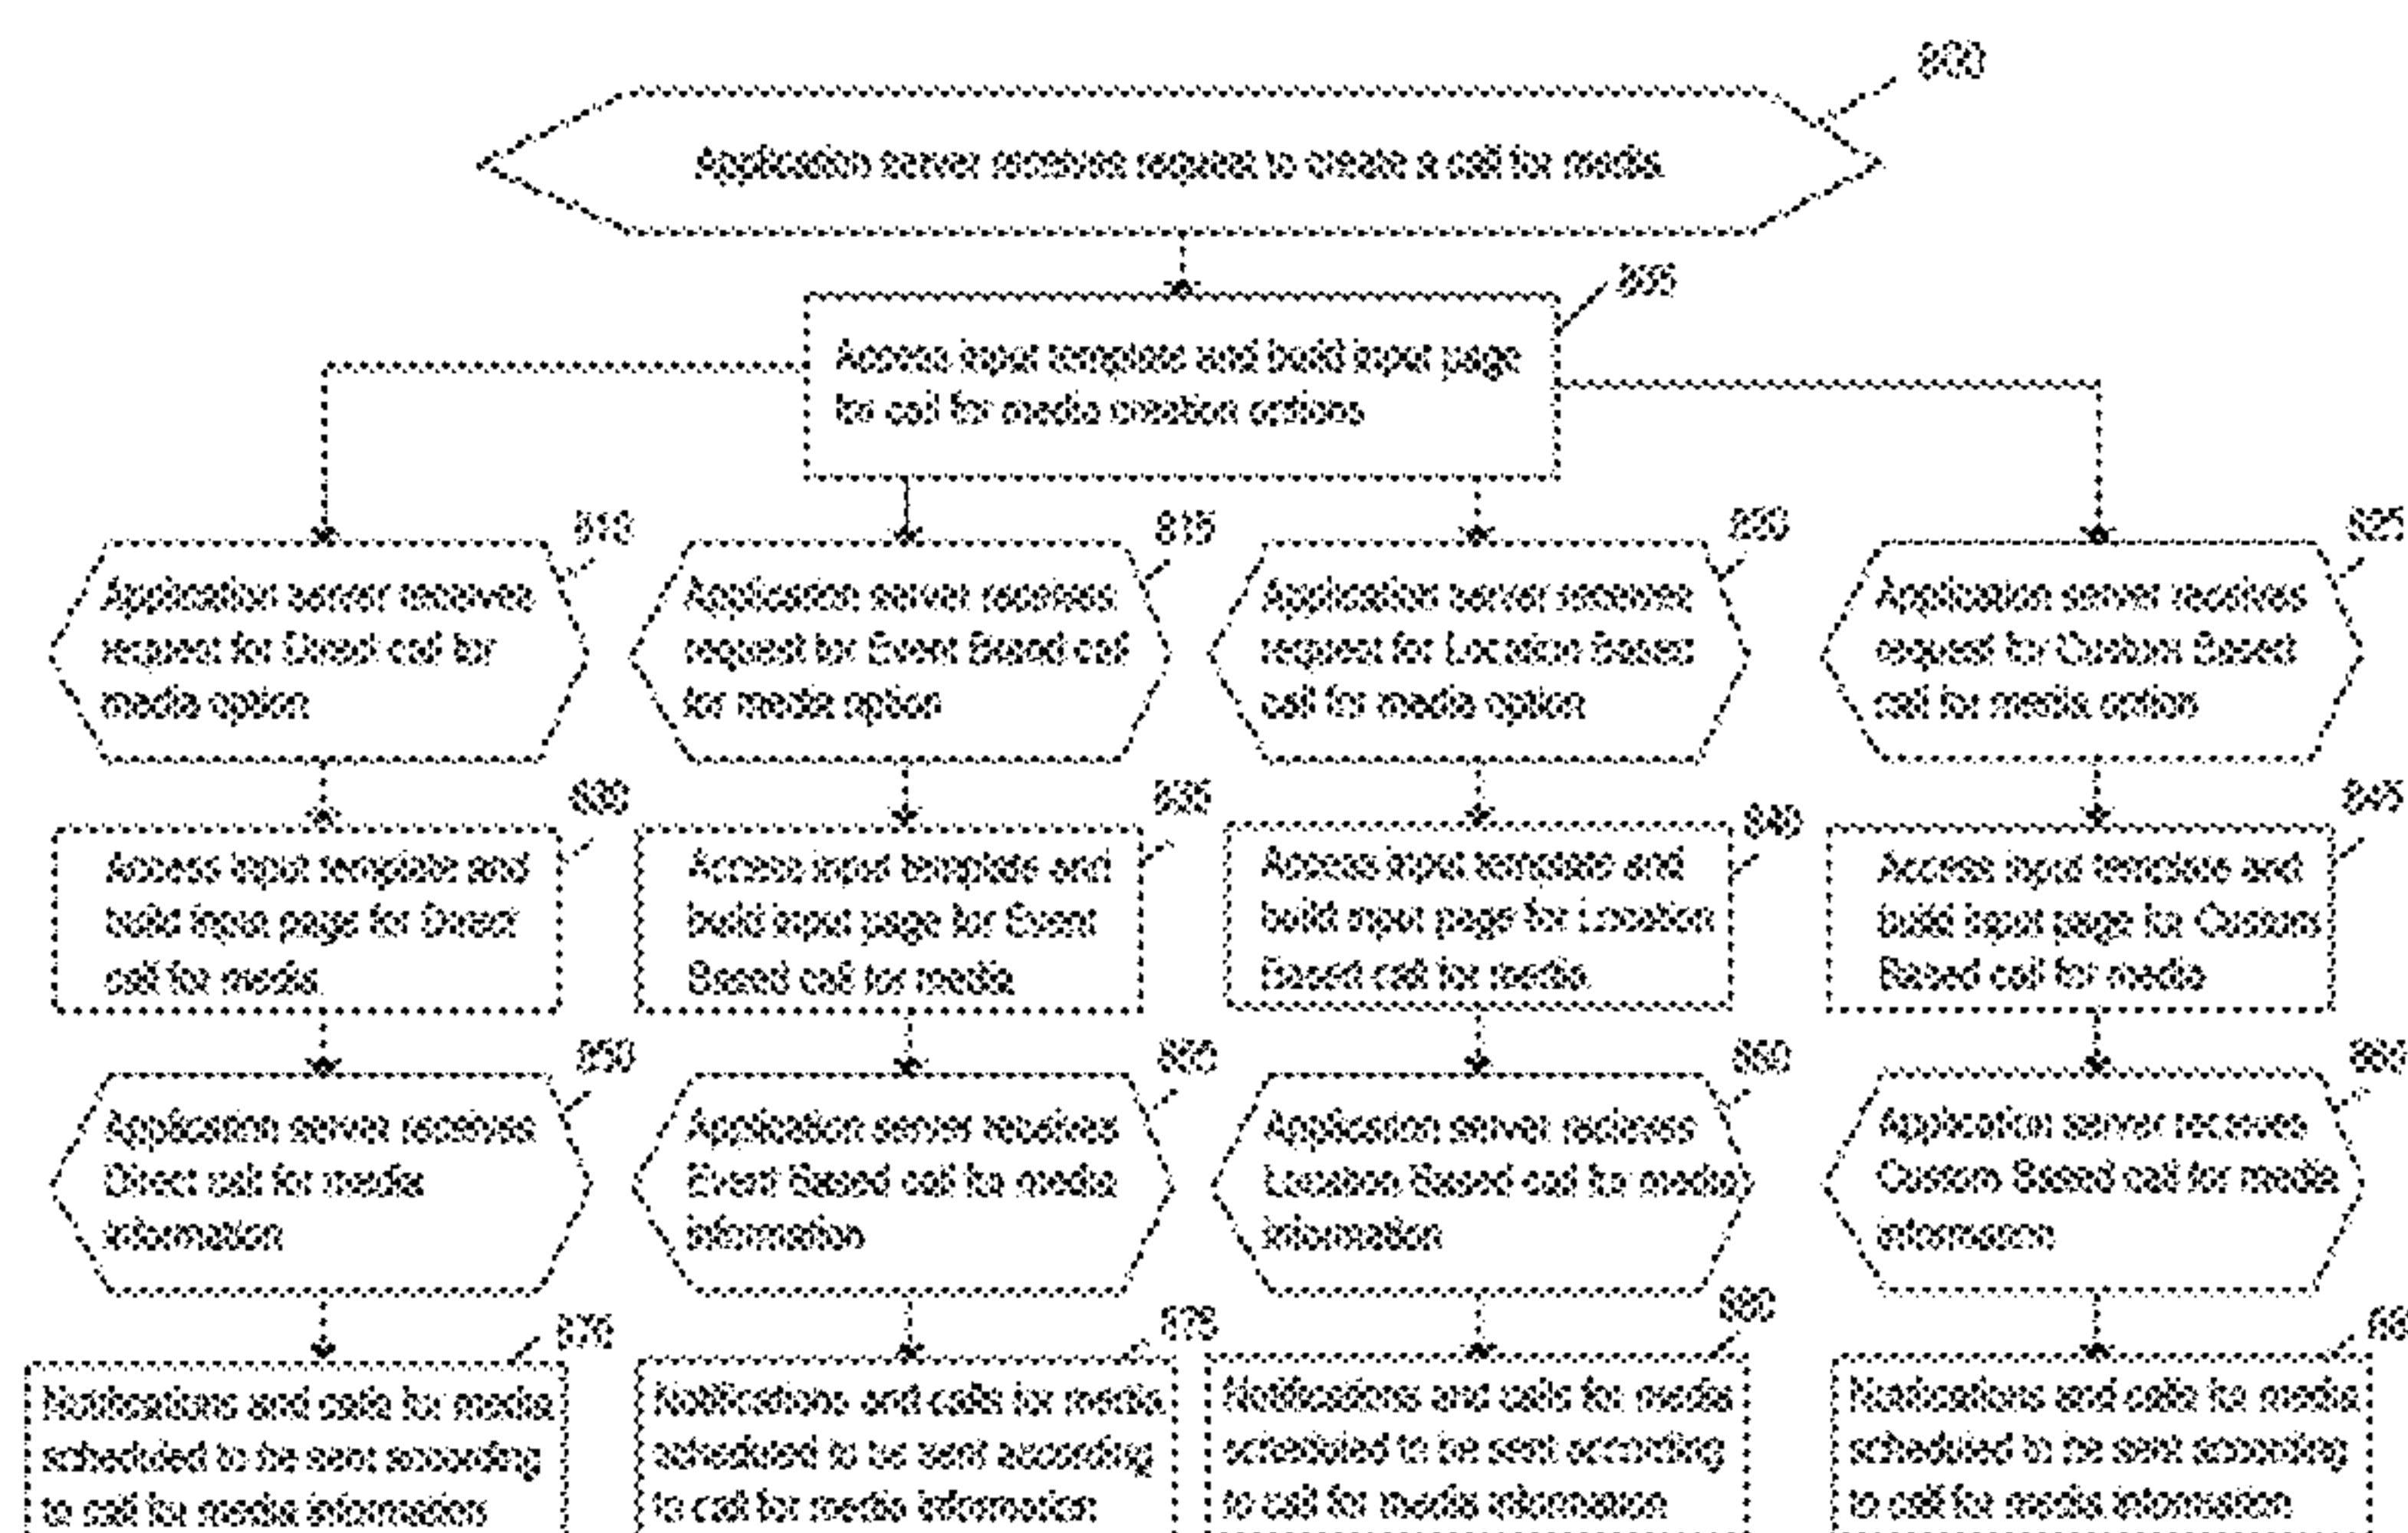 800
Application server receives request to create a call for media
805
Access input template and build input page
for call for media creation options
810
Application server receives
request for Direct call for
media option
815
Application server receives
request for Event Based call
for media option
820
Application server receives
request for Location Based
call for media option
825
Application server receives
request for Custom Based
call for media option
830
Access input template and
build input page for Direct
call for media
835
Access input template and
build input page for Event
Based call for media
840
Access input template and
build input page for Location
Based call for media
845
Access input template and
build input page for Custom
Based call for media
850
Application server receives
Direct call for media
information
855
Application server receives
Event Based call for media
information
860
Application server recieves
Location Based call for media
information
Application server receives
Custom Based call for media
information
870
Notifications and calls for media
scheduled to be sent according
to call for media information
875
Notifications and calls for media
scheduled to be sent according
to call for media information
880
Notifications and calls for media
scheduled to be sent according
to call for media information
Notifications and calls for media
scheduled to be sent according
to call for media information